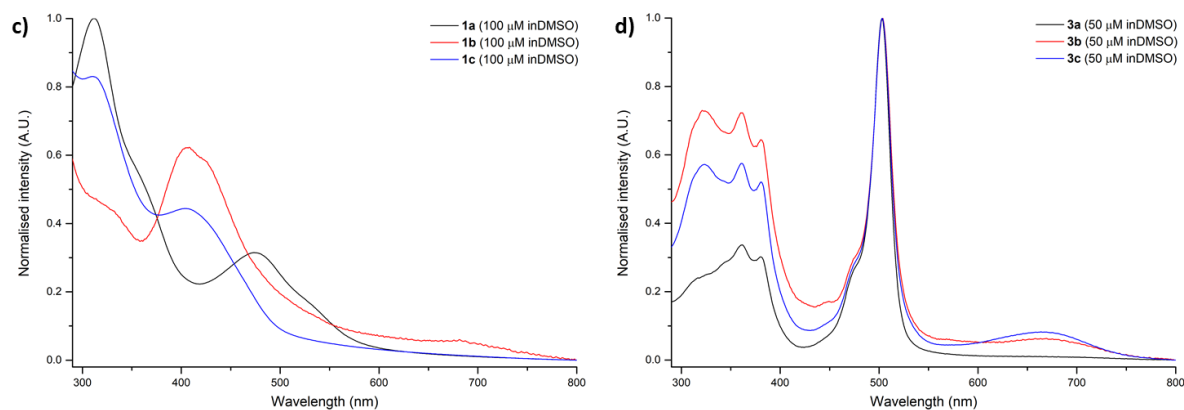 c)
1a (100 μM inDMSO)
1b (100 μM inDMSO)
1c (100 μM inDMSO)
Normalised intensity (A.U.)
1.0
0.8
0.6
0.4
0.2
0.0
300 400 500 600 700 800
Wavelength (nm)
d)
3a (50 μM inDMSO)
3b (50 μM inDMSO)
3c (50 μM inDMSO)
Normalised intensity (A.U.)
1.0
0.8
0.6
0.4
0.2
0.0
300 400 500 600 700 800
Wavelength (nm)